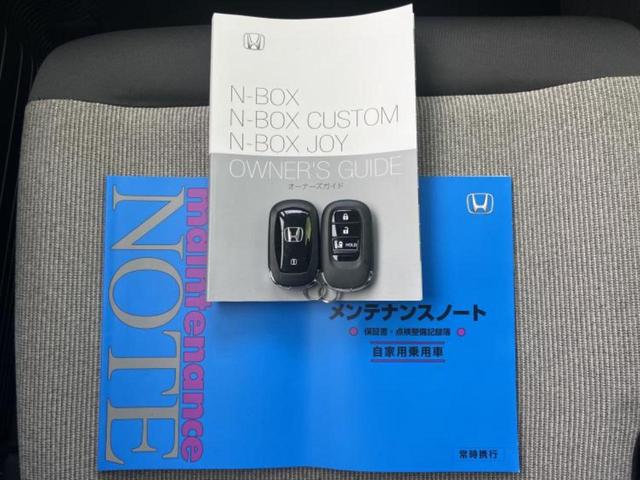 N-BOX
N-BOX CUSTOM
N-BOX JOY
OWNER'S GUIDE
オーナーズガイド
HOLD
maintenance
NOTE
HONDA
メンテナンスノート
保証書・点検整備記録簿
自家用乗用車
常時携行